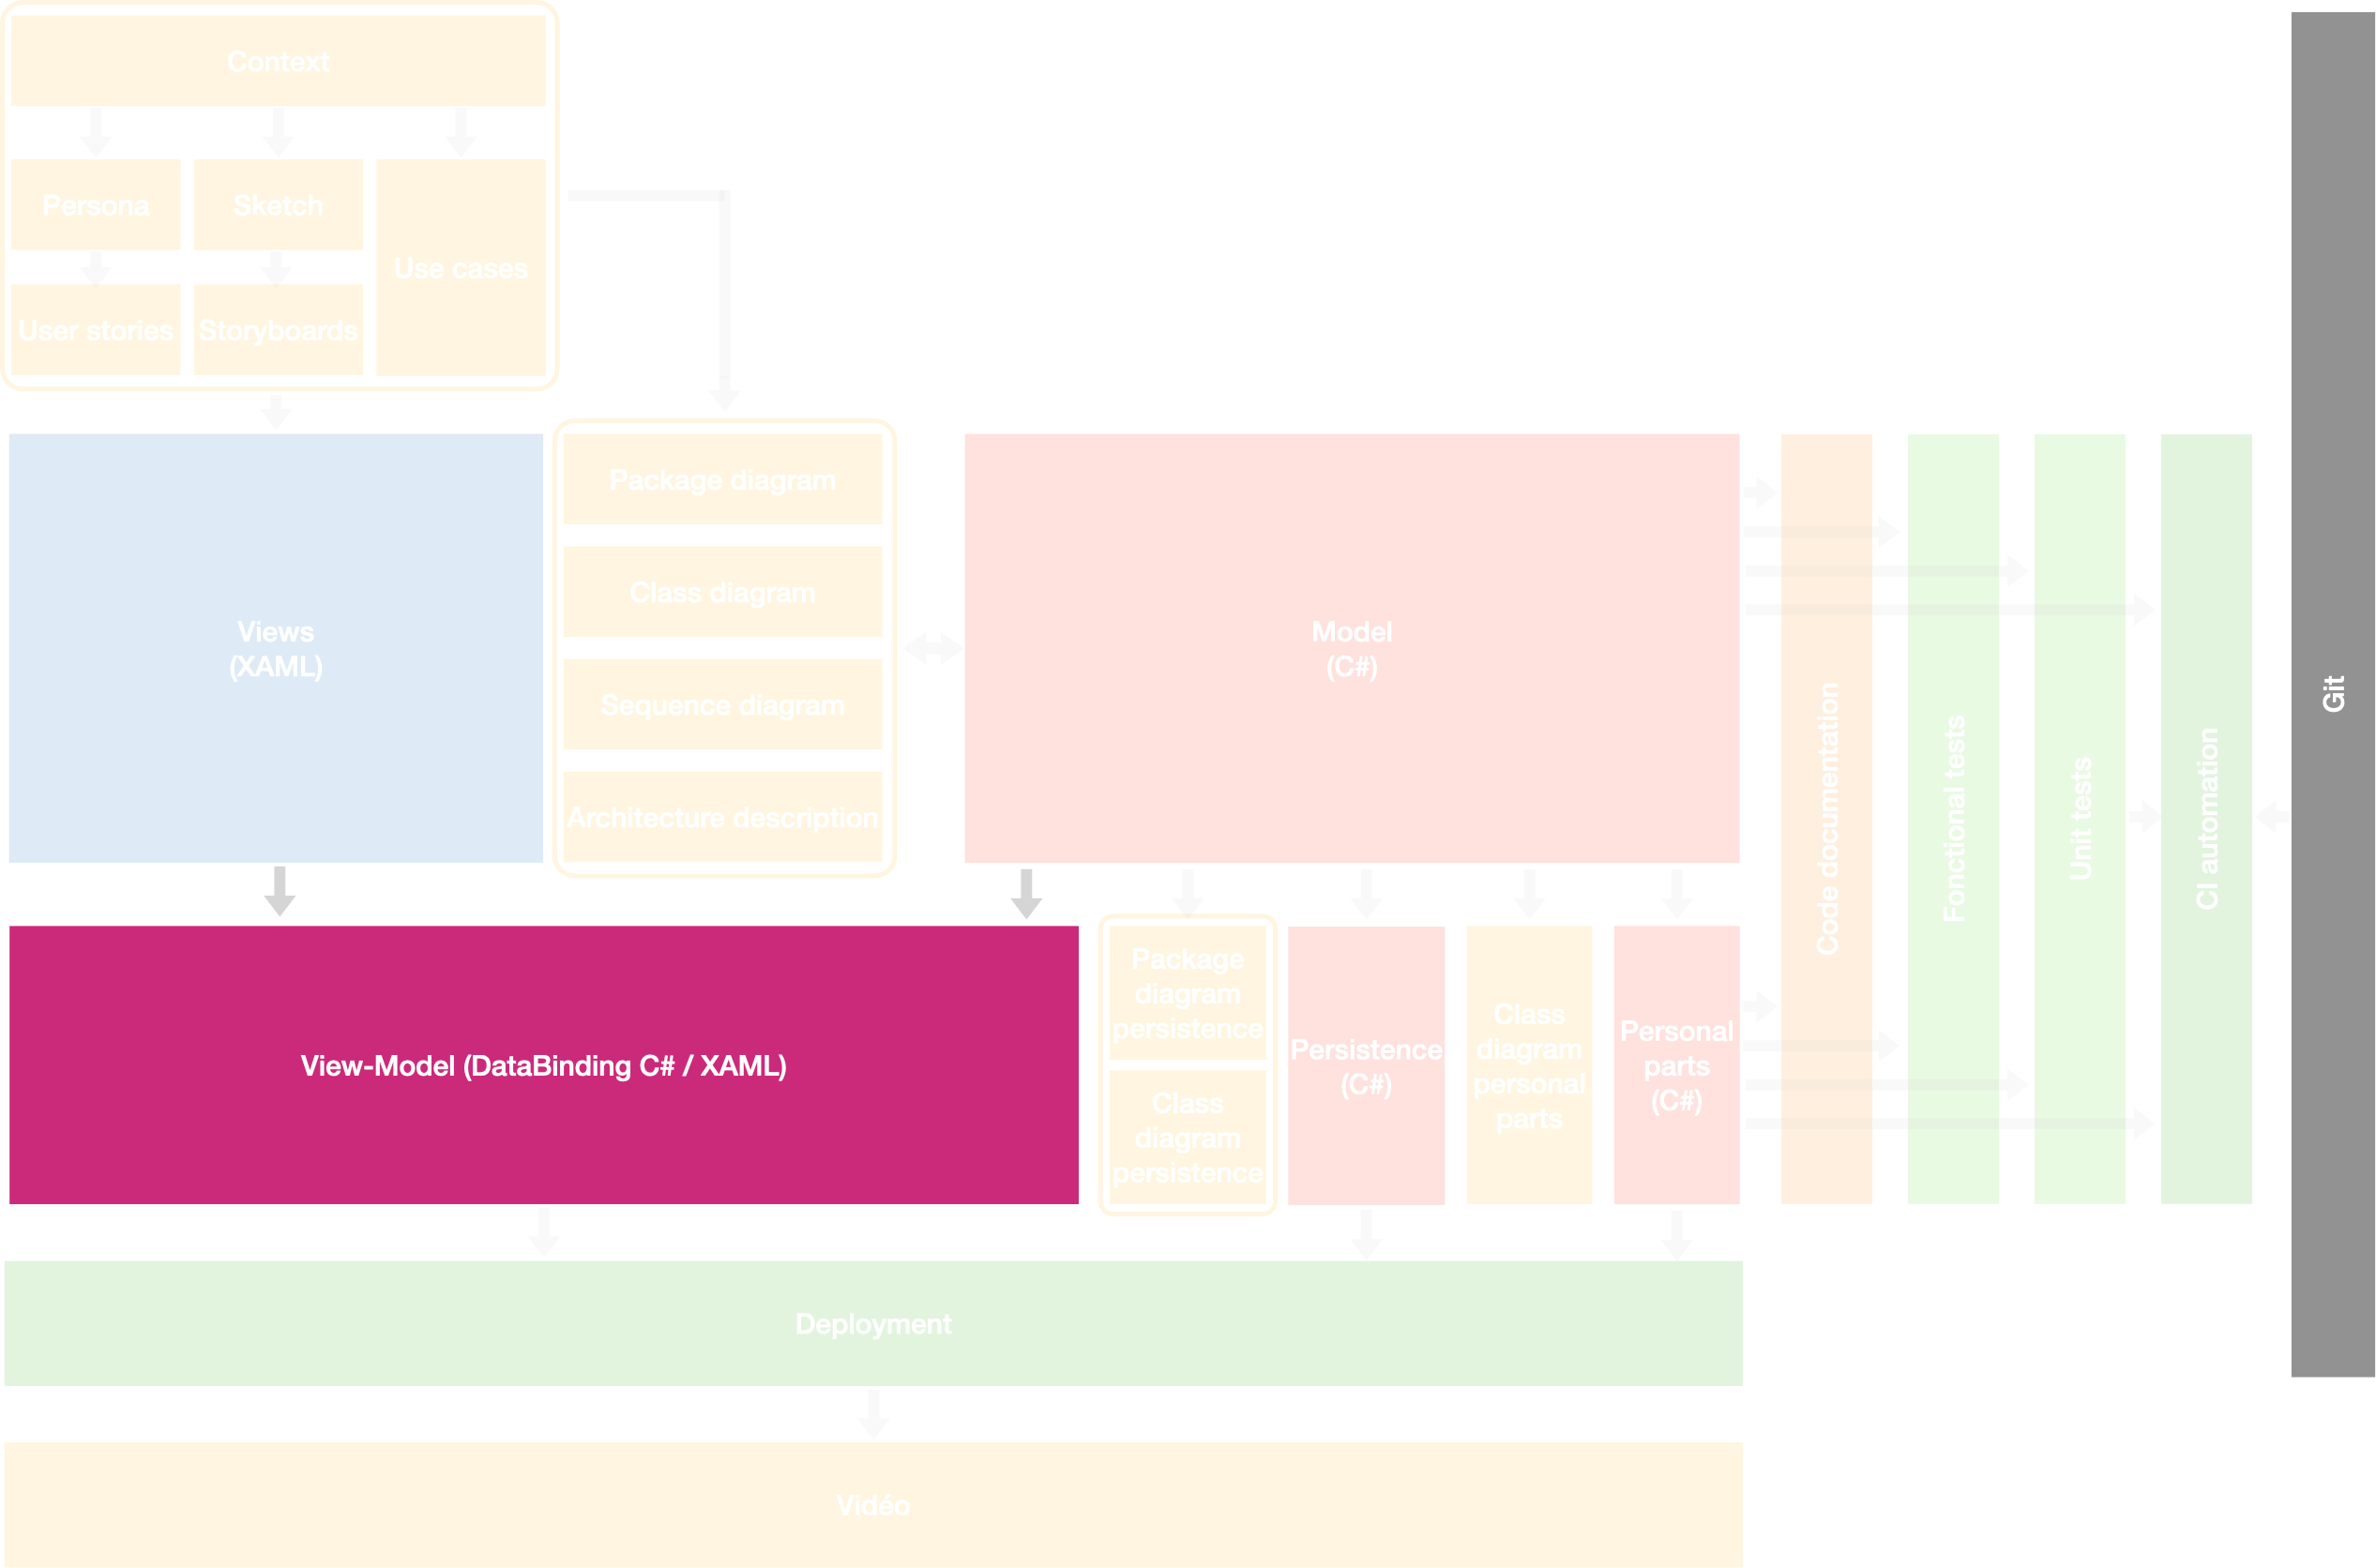 Context
Persona
Sketch
Use cases
User stories
Storyboards
Views
(XAML)
Package diagram
Class diagram
Sequence diagram
Architecture description
Model
(C#)
Code documentation
Fonctional tests
Unit tests
CI automation
Git
View-Model (DataBinding C# / XAML)
Package
diagram
persistence
Class
diagram
persistence
Persistence
(C#)
Class
diagram
personal
parts
Personal
parts
(C#)
Deployment
Vidéo